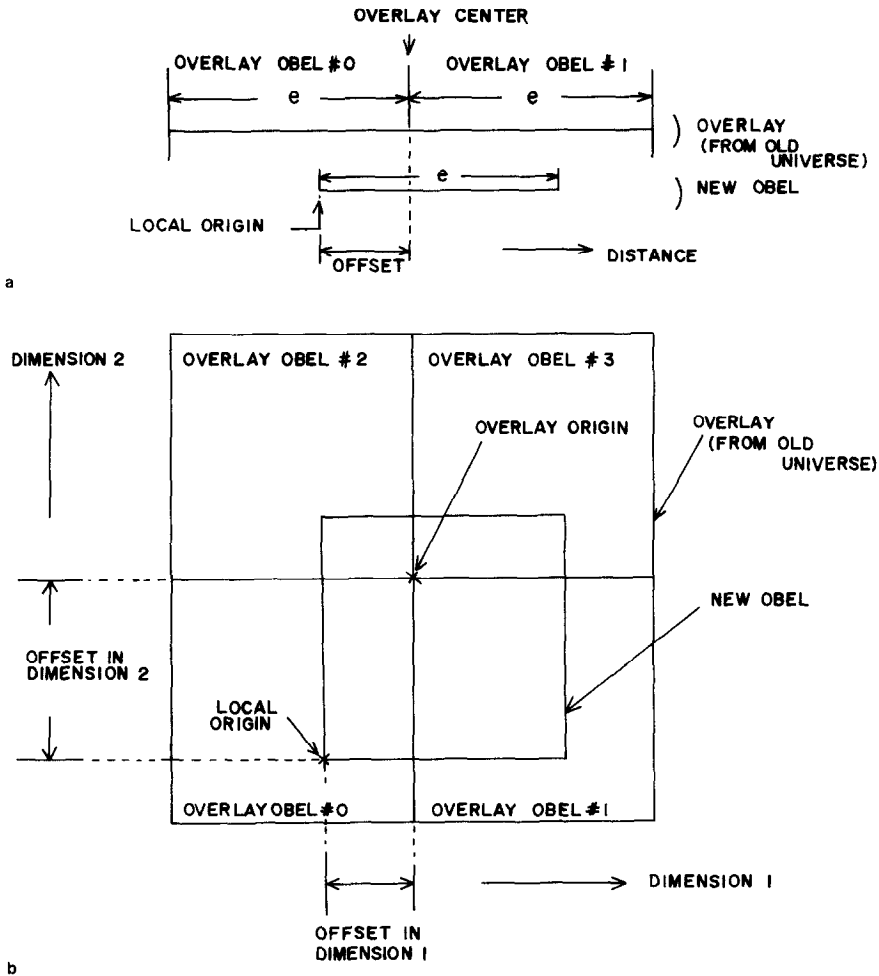 OVERLAY CENTER
OVERLAY OBEL #0
OVERLAY OBEL #1
e
e
OVERLAY
(FROM OLD
UNIVERSE)
e
NEW OBEL
LOCAL ORIGIN
OFFSET
DISTANCE
a
DIMENSION 2
OVERLAY OBEL #2
OVERLAY OBEL #3
OVERLAY ORIGIN
OVERLAY
(FROM OLD
UNIVERSE)
NEW OBEL
OFFSET IN
DIMENSION 2
LOCAL
ORIGIN
OVERLAY OBEL #0
OVERLAY OBEL #1
DIMENSION 1
OFFSET IN
DIMENSION 1
b